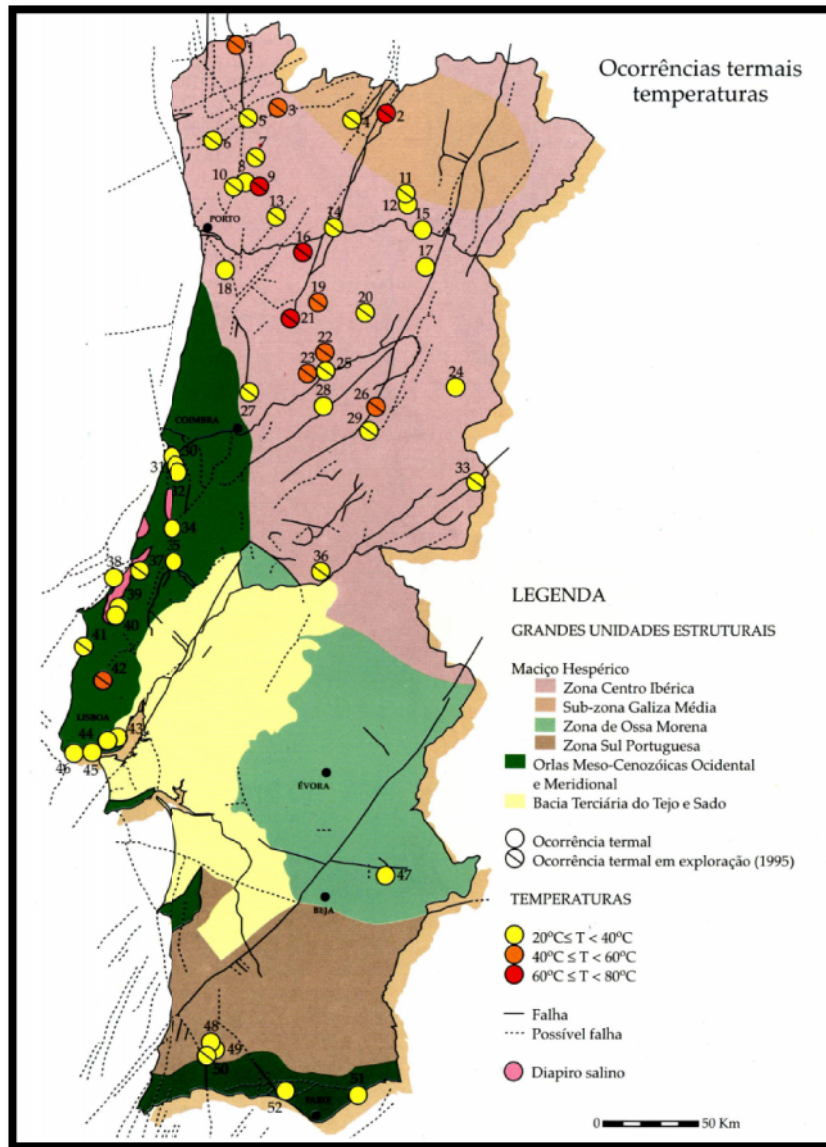 Ocorrências termais
temperaturas
1
2
3
4
5
6
7
8
9
10
11
12
13
14
15
PORTO
16
17
18
19
20
21
22
23
24
25
26
27
28
29
COIMBRA
30
31
32
33
34
35
36
37
38
39
40
41
42
LISBOA
43
44
45
46
ÉVORA
47
BEJA
48
49
50
51
52
FARO
LEGENDA
GRANDES UNIDADES ESTRUTURAIS
Maciço Hespérico
Zona Centro Ibérica
Sub-zona Galiza Média
Zona de Ossa Morena
Zona Sul Portuguesa
Orlas Meso-Cenozóicas Ocidental
e Meridional
Bacia Terciária do Tejo e Sado
Ocorrência termal
Ocorrência termal em exploração (1995)
TEMPERATURAS
20ºC≤ T < 40ºC
40ºC ≤ T < 60ºC
60ºC ≤ T < 80ºC
Falha
Possível falha
Diapiro salino
0 50 Km